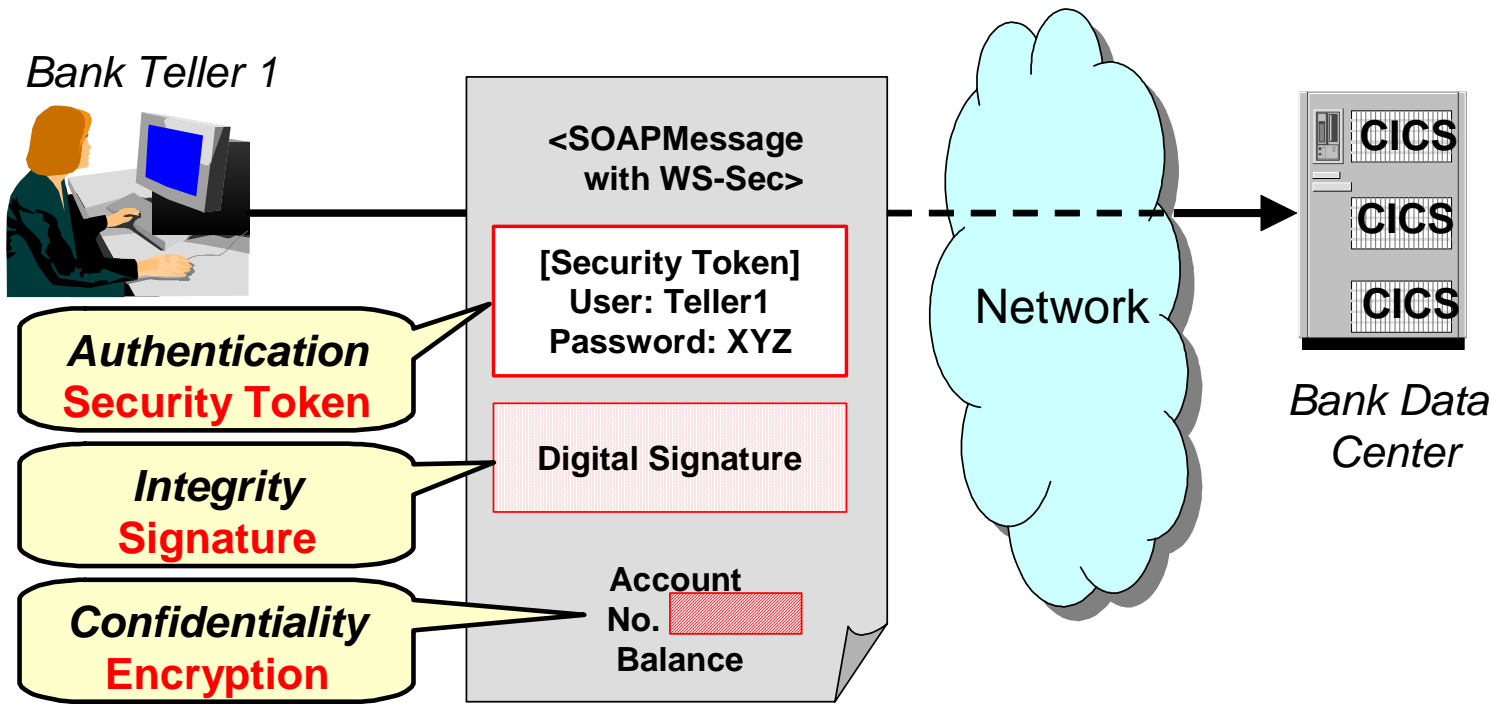 Bank Teller 1
<SOAPMessage
with WS-Sec>
[Security Token]
User: Teller1
Password: XYZ
Digital Signature
Account
No.
Balance
Authentication
Security Token
Integrity
Signature
Confidentiality
Encryption
Network
CICS
CICS
CICS
Bank Data
Center